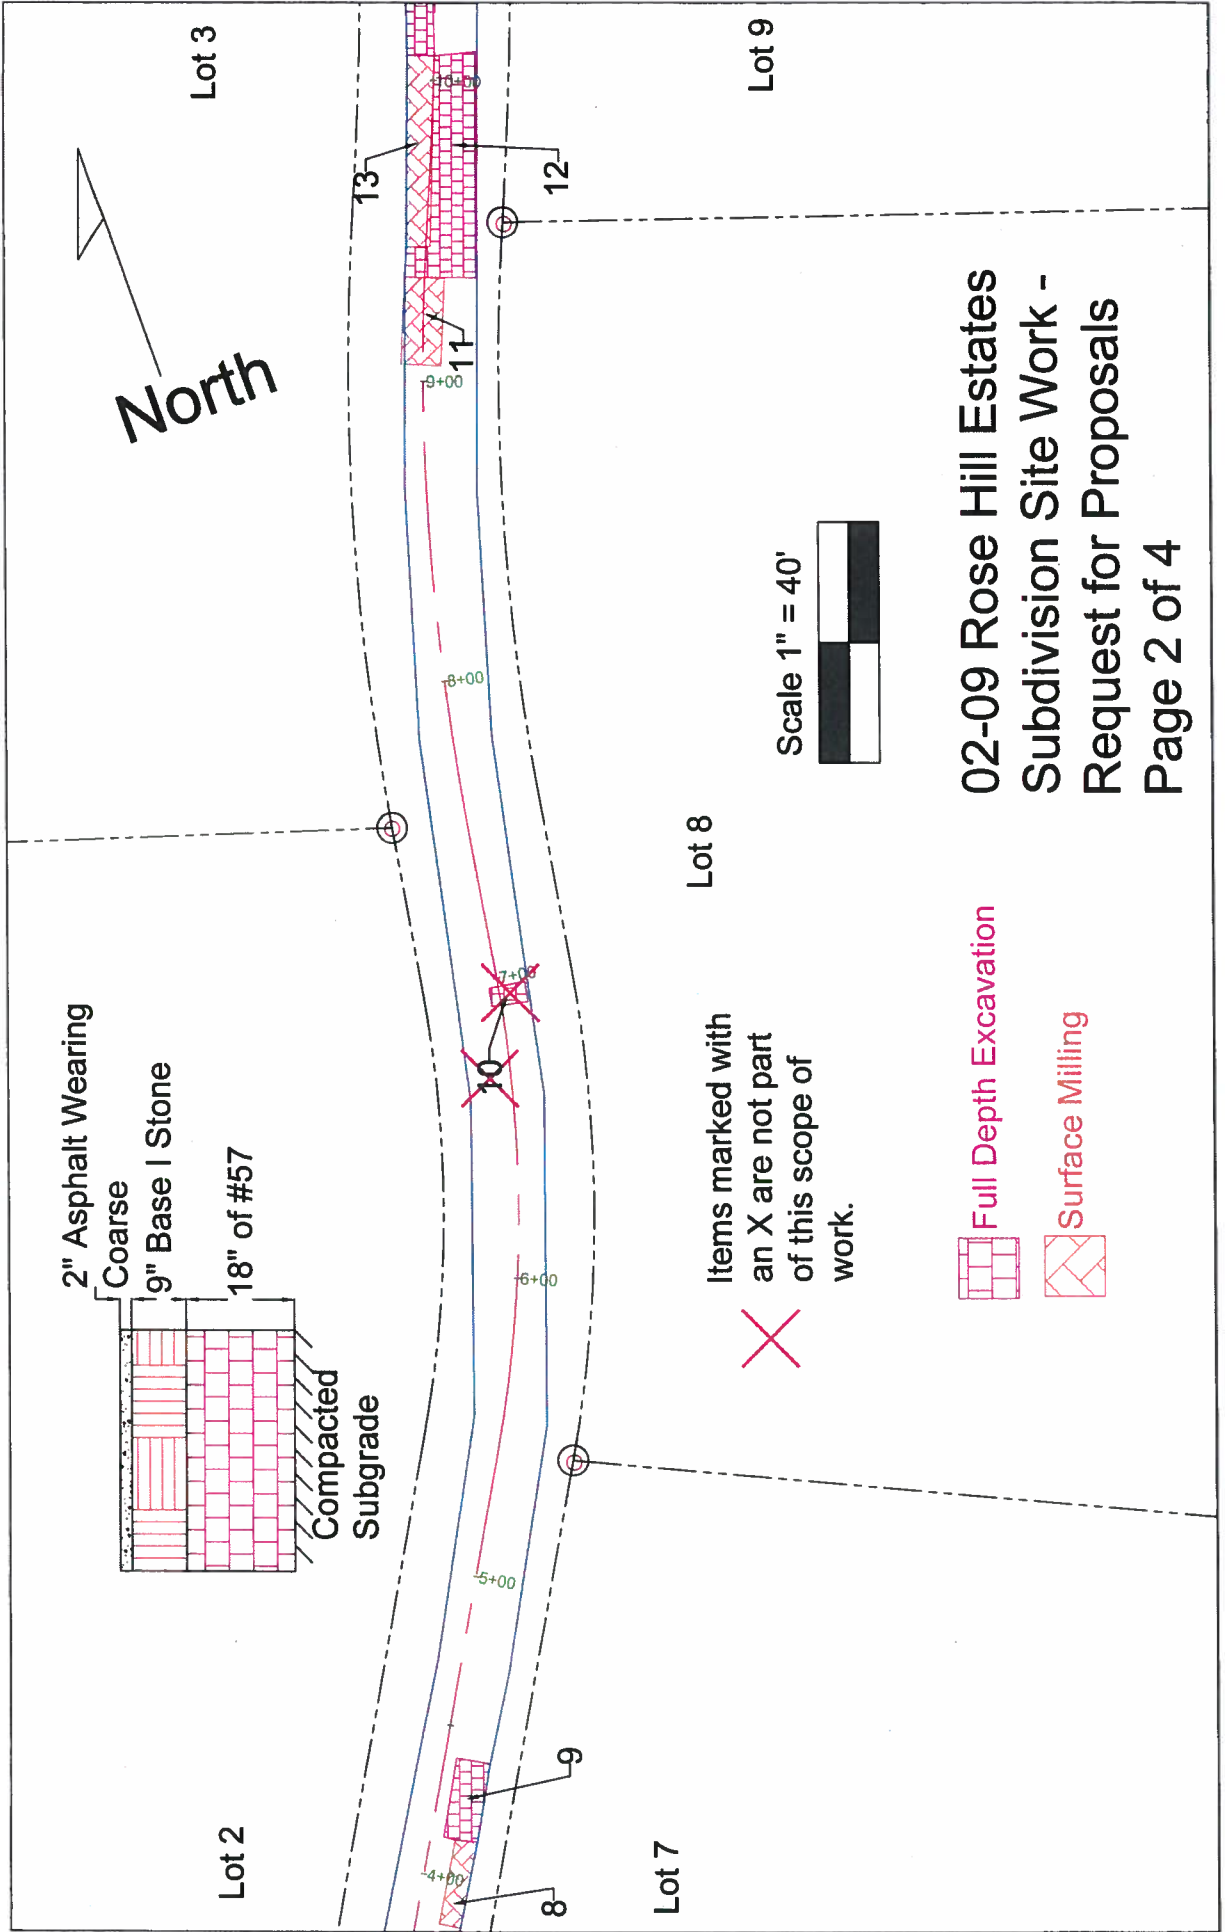 Lot 2
Lot 3
2" Asphalt Wearing
Coarse
9" Base I Stone
18" of #57
Compacted
Subgrade
North
13
8
4+00
9
5+00
6+00
10
7+00
8+00
9+00
11
12
10+00
Lot 7
Lot 8
Lot 9
Items marked with
an X are not part
of this scope of
work.
Scale 1" = 40'
Full Depth Excavation
Surface Milling
02-09 Rose Hill Estates
Subdivision Site Work -
Request for Proposals
Page 2 of 4